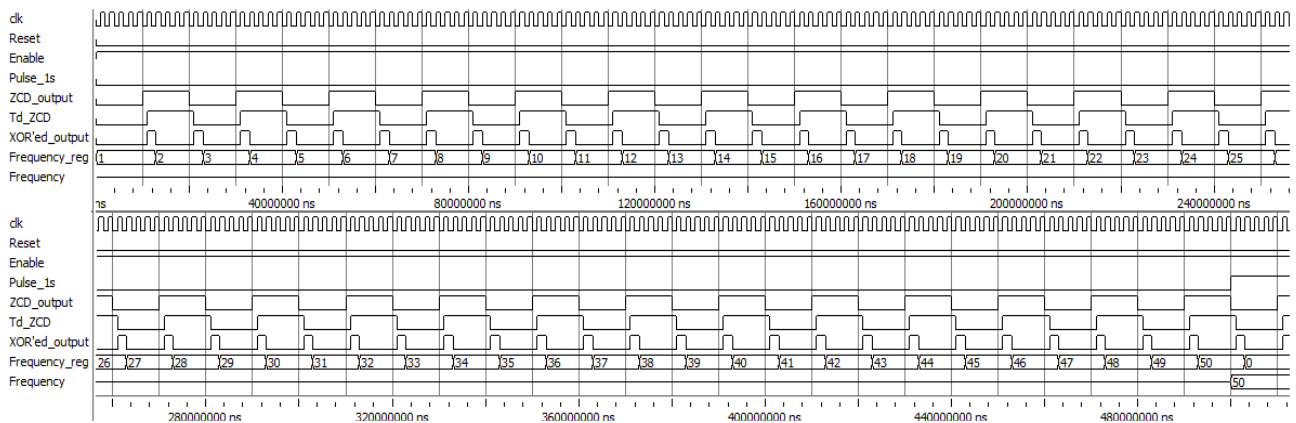 clk
Reset
Enable
Pulse_1s
ZCD_output
Td_ZCD
XOR'ed_output
Frequency_reg 1 2 3 4 5 6 7 8 9 10 11 12 13 14 15 16 17 18 19 20 21 22 23 24 25
Frequency
ns 40000000 ns 80000000 ns 120000000 ns 160000000 ns 200000000 ns 240000000 ns
clk
Reset
Enable
Pulse_1s
ZCD_output
Td_ZCD
XOR'ed_output
Frequency_reg 26 27 28 29 30 31 32 33 34 35 36 37 38 39 40 41 42 43 44 45 46 47 48 49 50 0
Frequency 50
280000000 ns 320000000 ns 360000000 ns 400000000 ns 440000000 ns 480000000 ns